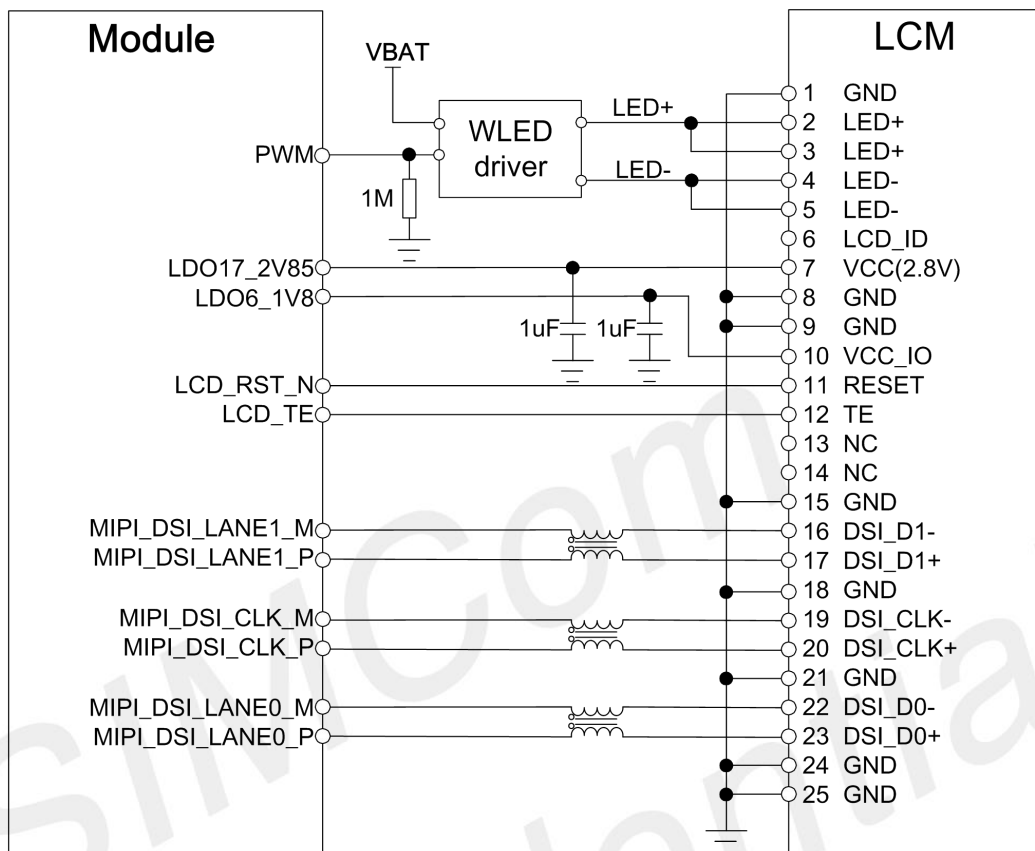 Module
LCM
VBAT
WLED
driver
LED+
LED-
PWM
1M
LDO17_2V85
LDO6_1V8
1uF
1uF
LCD_RST_N
LCD_TE
MIPI_DSI_LANE1_M
MIPI_DSI_LANE1_P
MIPI_DSI_CLK_M
MIPI_DSI_CLK_P
MIPI_DSI_LANE0_M
MIPI_DSI_LANE0_P
1 GND
2 LED+
3 LED+
4 LED-
5 LED-
6 LCD_ID
7 VCC(2.8V)
8 GND
9 GND
10 VCC_IO
11 RESET
12 TE
13 NC
14 NC
15 GND
16 DSI_D1-
17 DSI_D1+
18 GND
19 DSI_CLK-
20 DSI_CLK+
21 GND
22 DSI_D0-
23 DSI_D0+
24 GND
25 GND
SIMCom